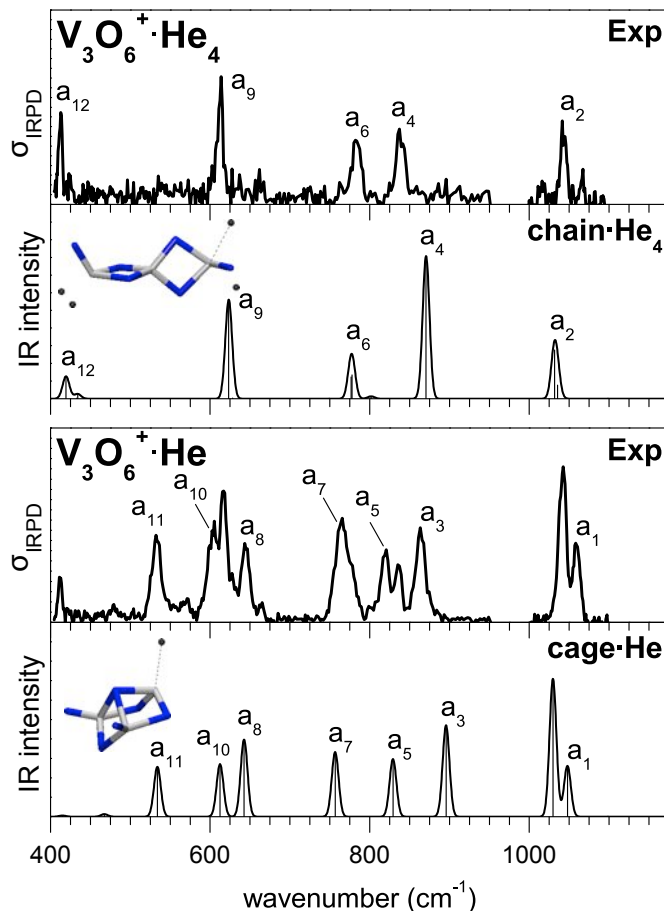 V₃O₆⁺·He₄ Exp
σ_IRPD
a₁₂ a₉ a₆ a₄ a₂
chain·He₄
IR intensity
a₁₂ a₉ a₆ a₄ a₂
V₃O₆⁺·He Exp
σ_IRPD
a₁₁ a₁₀ a₈ a₇ a₅ a₃ a₁
cage·He
IR intensity
a₁₁ a₁₀ a₈ a₇ a₅ a₃ a₁
400 600 800 1000
wavenumber (cm⁻¹)